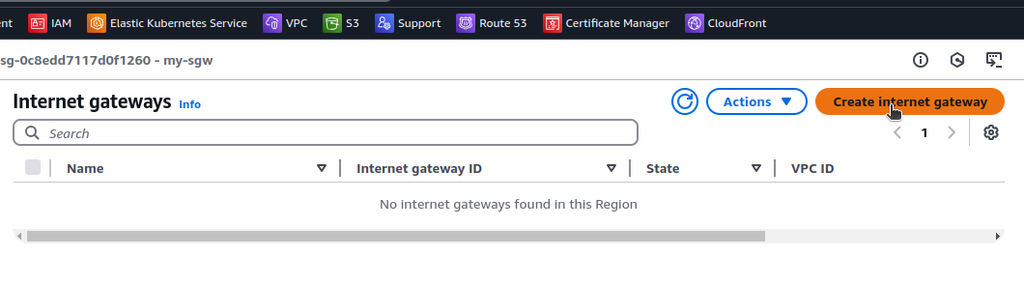 ent IAM Elastic Kubernetes Service VPC S3 Support Route 53 Certificate Manager CloudFront
sg-0c8edd7117d0f1260 - my-sgw
Internet gateways Info Actions Create internet gateway
Search 1
Name Internet gateway ID State VPC ID
No internet gateways found in this Region